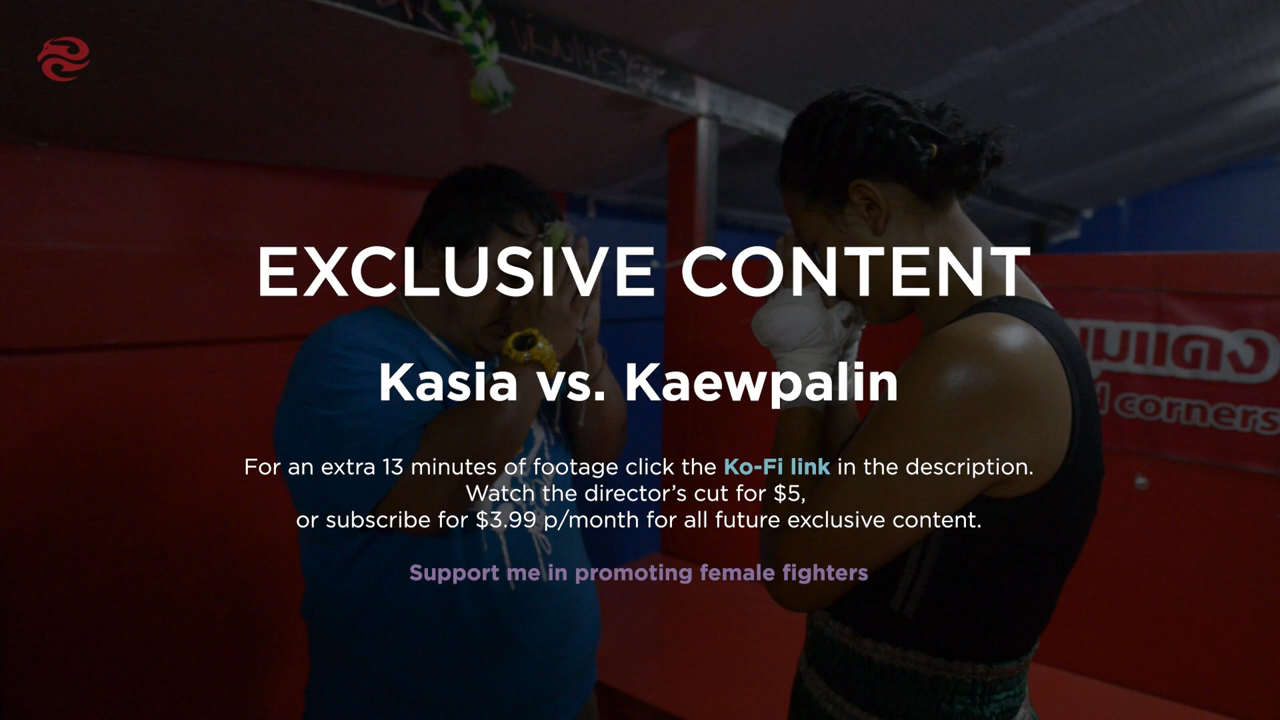 EXCLUSIVE CONTENT
Kasia vs. Kaewpalin
For an extra 13 minutes of footage click the Ko-Fi link in the description.
Watch the director's cut for $5,
or subscribe for $3.99 p/month for all future exclusive content.
Support me in promoting female fighters
corners